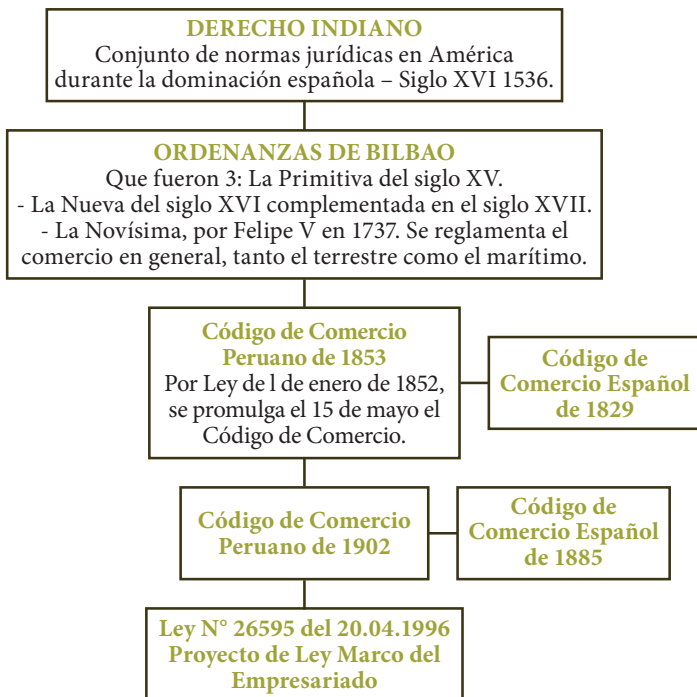 DERECHO INDIANO
Conjunto de normas jurídicas en América
durante la dominación española – Siglo XVI 1536.
ORDENANZAS DE BILBAO
Que fueron 3: La Primitiva del siglo XV.
- La Nueva del siglo XVI complementada en el siglo XVII.
- La Novísima, por Felipe V en 1737. Se reglamenta el
comercio en general, tanto el terrestre como el marítimo.
Código de Comercio
Peruano de 1853
Por Ley de l de enero de 1852,
se promulga el 15 de mayo el
Código de Comercio.
Código de
Comercio Español
de 1829
Código de Comercio
Peruano de 1902
Código de
Comercio Español
de 1885
Ley N° 26595 del 20.04.1996
Proyecto de Ley Marco del
Empresariado